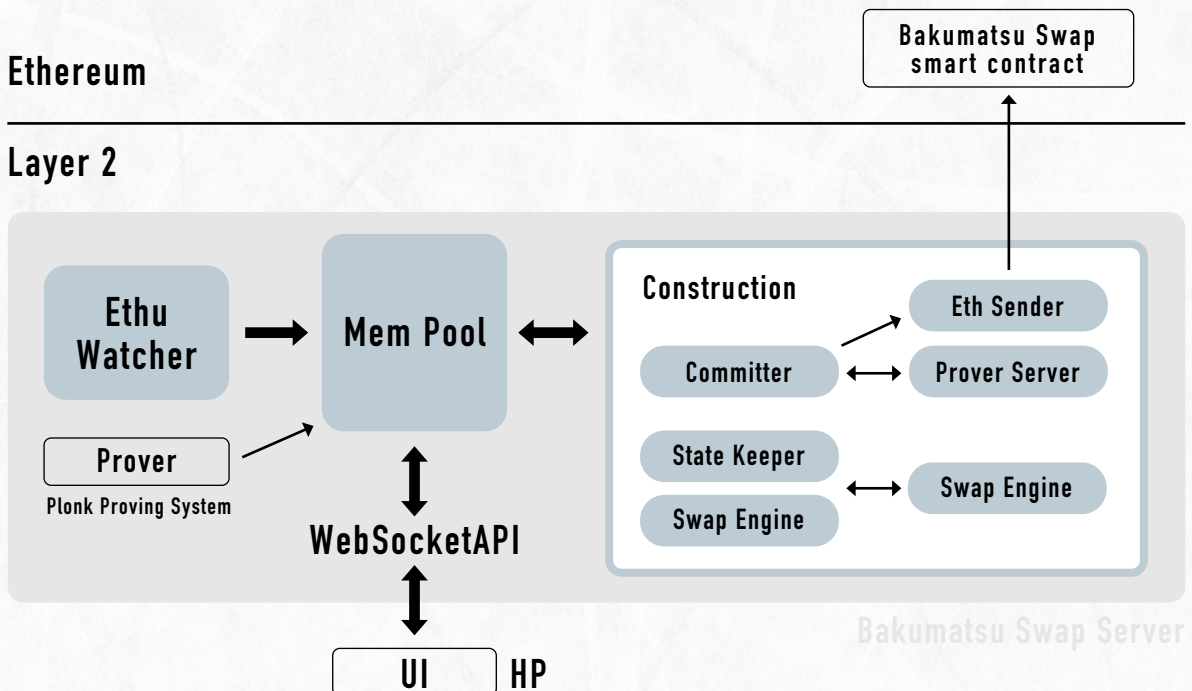 Bakumatsu Swap
smart contract
Ethereum
Layer 2
Ethu
Watcher
Mem Pool
Construction
Eth Sender
Committer
Prover Server
Prover
Plonk Proving System
State Keeper
Swap Engine
Swap Engine
WebSocketAPI
Bakumatsu Swap Server
UI
HP